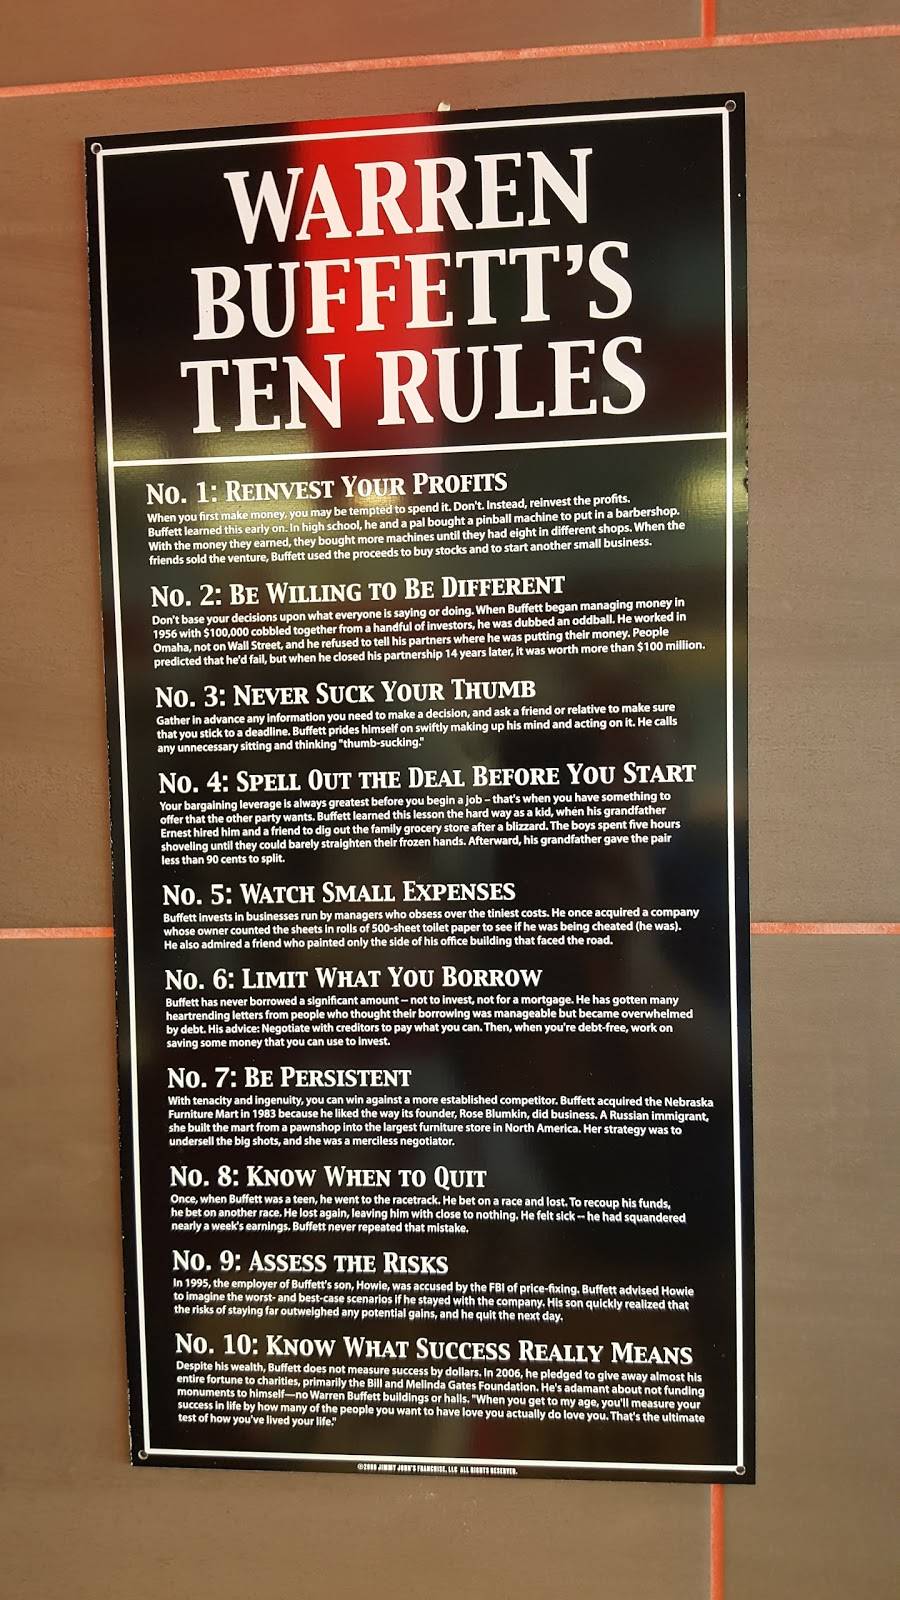 WARREN
BUFFETT'S
TEN RULES
No. 1: Reinvest Your Profits
When you first make money, you may be tempted to spend it. Don't. Instead, reinvest the profits.
Buffett learned this early on. In high school, he and a pal bought a pinball machine to put in a barbershop.
With the money they earned, they bought more machines until they had eight in different shops. When the
friends sold the venture, Buffett used the proceeds to buy stocks and to start another small business.
No. 2: Be Willing to Be Different
Don't base your decisions upon what everyone is saying or doing. When Buffett began managing money in
1956 with $100,000 cobbled together from a handful of investors, he was dubbed an oddball. He worked in
Omaha, not on Wall Street, and he refused to tell his partners where he was putting their money. People
predicted that he'd fail, but when he closed his partnership 14 years later, it was worth more than $100 million.
No. 3: Never Suck Your Thumb
Gather in advance any information you need to make a decision, and ask a friend or relative to make sure
that you stick to a deadline. Buffett prides himself on swiftly making up his mind and acting on it. He calls
any unnecessary sitting and thinking "thumb-sucking."
No. 4: Spell Out the Deal Before You Start
Your bargaining leverage is always greatest before you begin a job – that's when you have something to
offer that the other party wants. Buffett learned this lesson the hard way as a kid, when his grandfather
Ernest hired him and a friend to dig out the family grocery store after a blizzard. The boys spent five hours
shoveling until they could barely straighten their frozen hands. Afterward, his grandfather gave the pair
less than 90 cents to split.
No. 5: Watch Small Expenses
Buffett invests in businesses run by managers who obsess over the tiniest costs. He once acquired a company
whose owner counted the sheets in rolls of 500-sheet toilet paper to see if he was being cheated (he was).
He also admired a friend who painted only the side of his office building that faced the road.
No. 6: Limit What You Borrow
Buffett has never borrowed a significant amount – not to invest, not for a mortgage. He has gotten many
heartrending letters from people who thought their borrowing was manageable but became overwhelmed
by debt. His advice: Negotiate with creditors to pay what you can. Then, when you're debt-free, work on
saving some money that you can use to invest.
No. 7: Be Persistent
With tenacity and ingenuity, you can win against a more established competitor. Buffett acquired the Nebraska
Furniture Mart in 1983 because he liked the way its founder, Rose Blumkin, did business. A Russian immigrant,
she built the mart from a pawnshop into the largest furniture store in North America. Her strategy was to
undersell the big shots, and she was a merciless negotiator.
No. 8: Know When to Quit
Once, when Buffett was a teen, he went to the racetrack. He bet on a race and lost. To recoup his funds,
he bet on another race. He lost again, leaving him with close to nothing. He felt sick -- he had squandered
nearly a week's earnings. Buffett never repeated that mistake.
No. 9: Assess the Risks
In 1995, the employer of Buffett's son, Howie, was accused by the FBI of price-fixing. Buffett advised Howie
to imagine the worst- and best-case scenarios if he stayed with the company. His son quickly realized that
the risks of staying far outweighed any potential gains, and he quit the next day.
No. 10: Know What Success Really Means
Despite his wealth, Buffett does not measure success by dollars. In 2006, he pledged to give away almost his
entire fortune to charities, primarily the Bill and Melinda Gates Foundation. He's adamant about not funding
monuments to himself—no Warren Buffett buildings or halls. "When you get to my age, you'll measure your
success in life by how many of the people you want to have love you actually do love you. That's the ultimate
test of how you've lived your life."
JIMMY JOHN'S FRANCHISE, LLC ALL RIGHTS RESERVED.